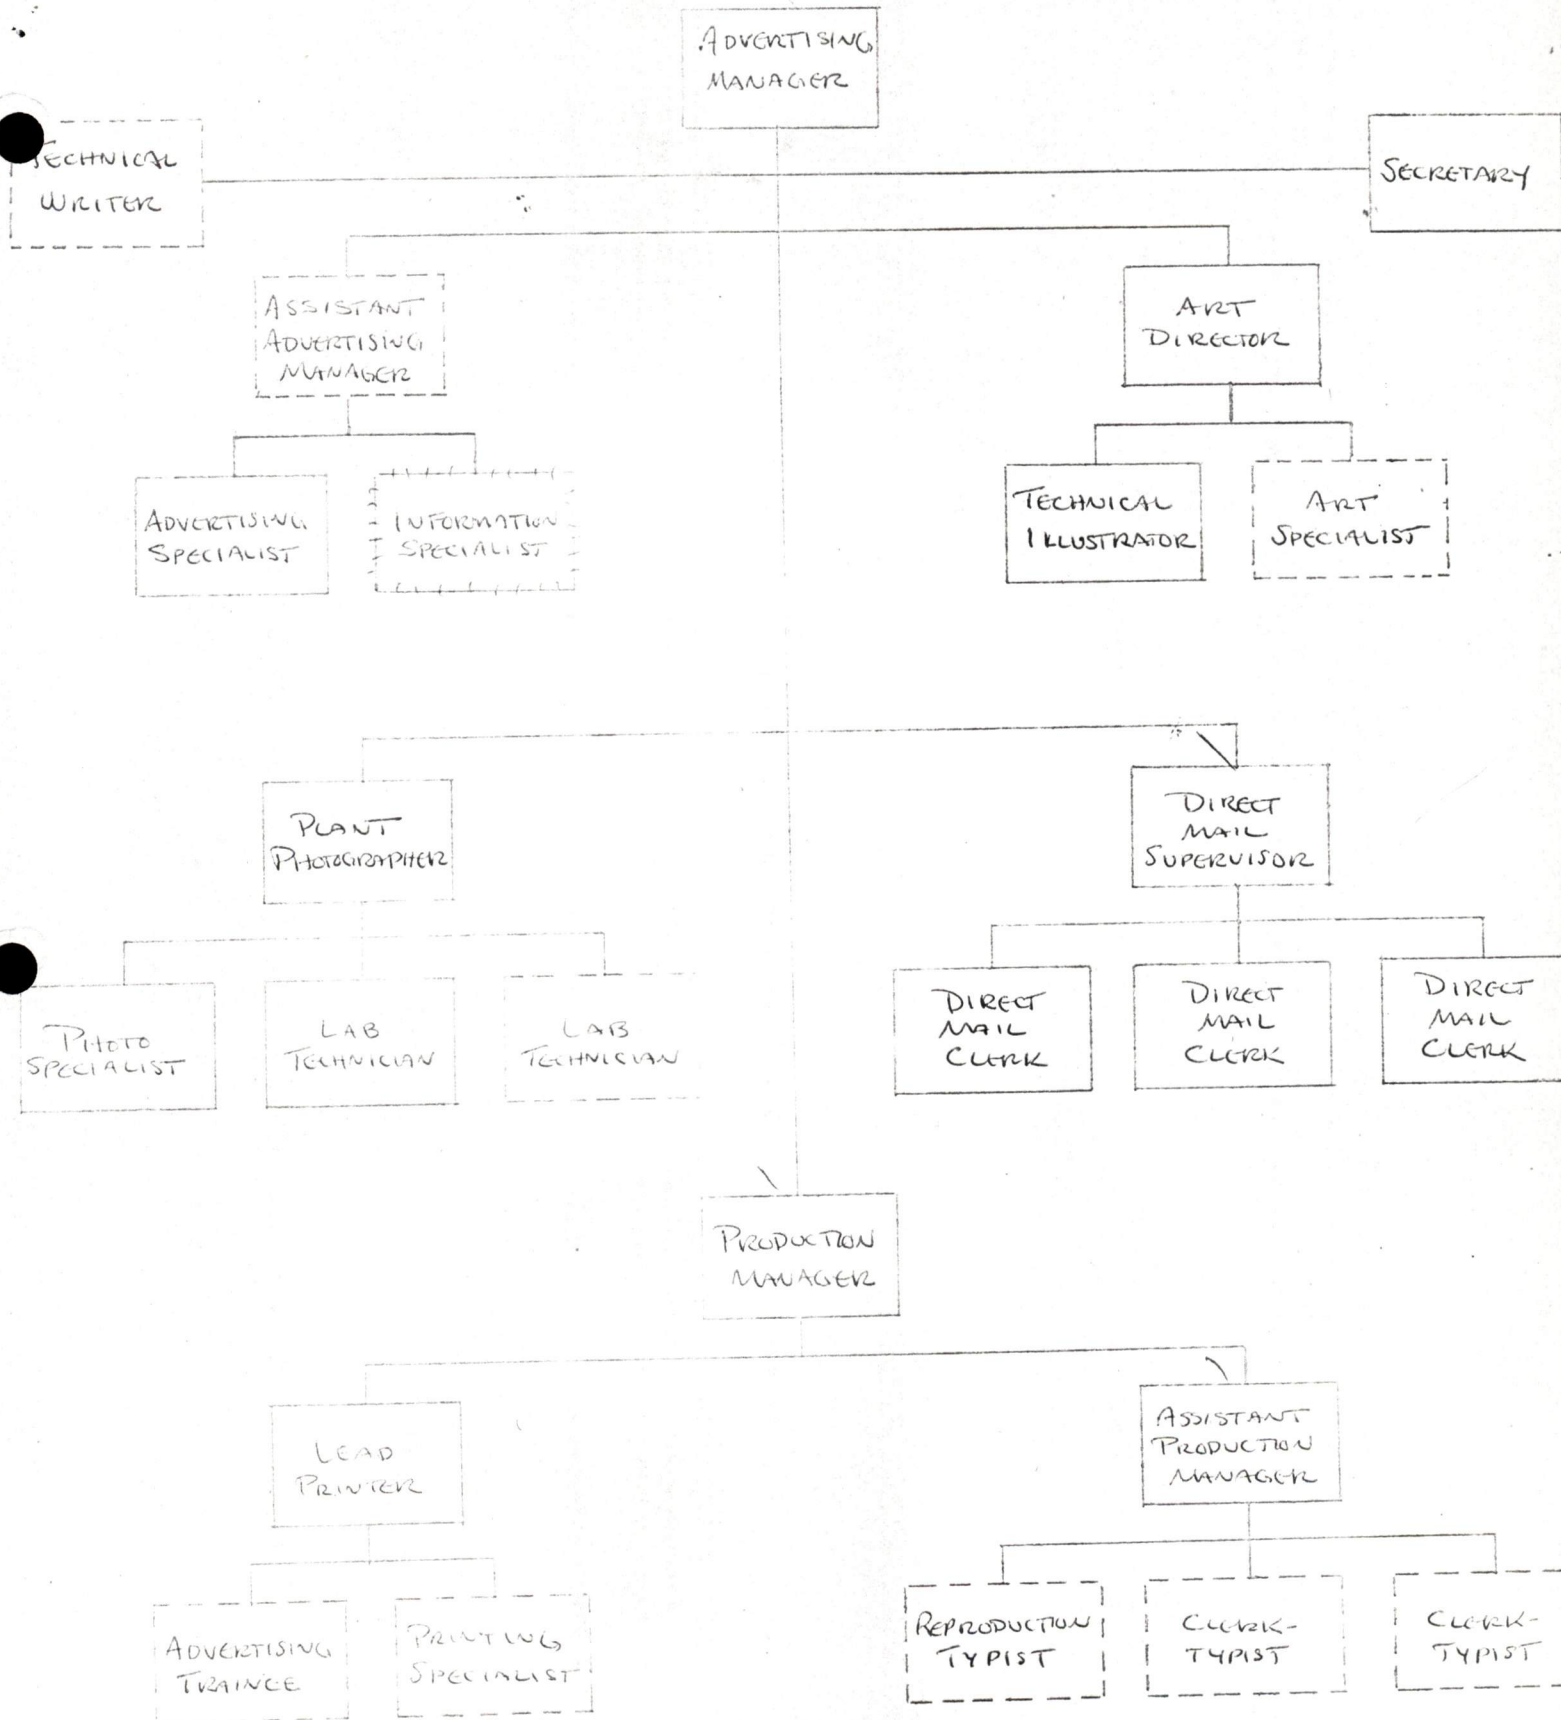 ADVERTISING
MANAGER
TECHNICAL
WRITER
SECRETARY
ASSISTANT
ADVERTISING
MANAGER
ART
DIRECTOR
ADVERTISING
SPECIALIST
INFORMATION
SPECIALIST
TECHNICAL
ILLUSTRATOR
ART
SPECIALIST
PLANT
PHOTOGRAPHER
DIRECT
MAIL
SUPERVISOR
PHOTO
SPECIALIST
LAB
TECHNICIAN
LAB
TECHNICIAN
DIRECT
MAIL
CLERK
DIRECT
MAIL
CLERK
DIRECT
MAIL
CLERK
PRODUCTION
MANAGER
LEAD
PRINTER
ASSISTANT
PRODUCTION
MANAGER
ADVERTISING
TRAINEE
PRINTING
SPECIALIST
REPRODUCTION
TYPIST
CLERK-
TYPIST
CLERK-
TYPIST